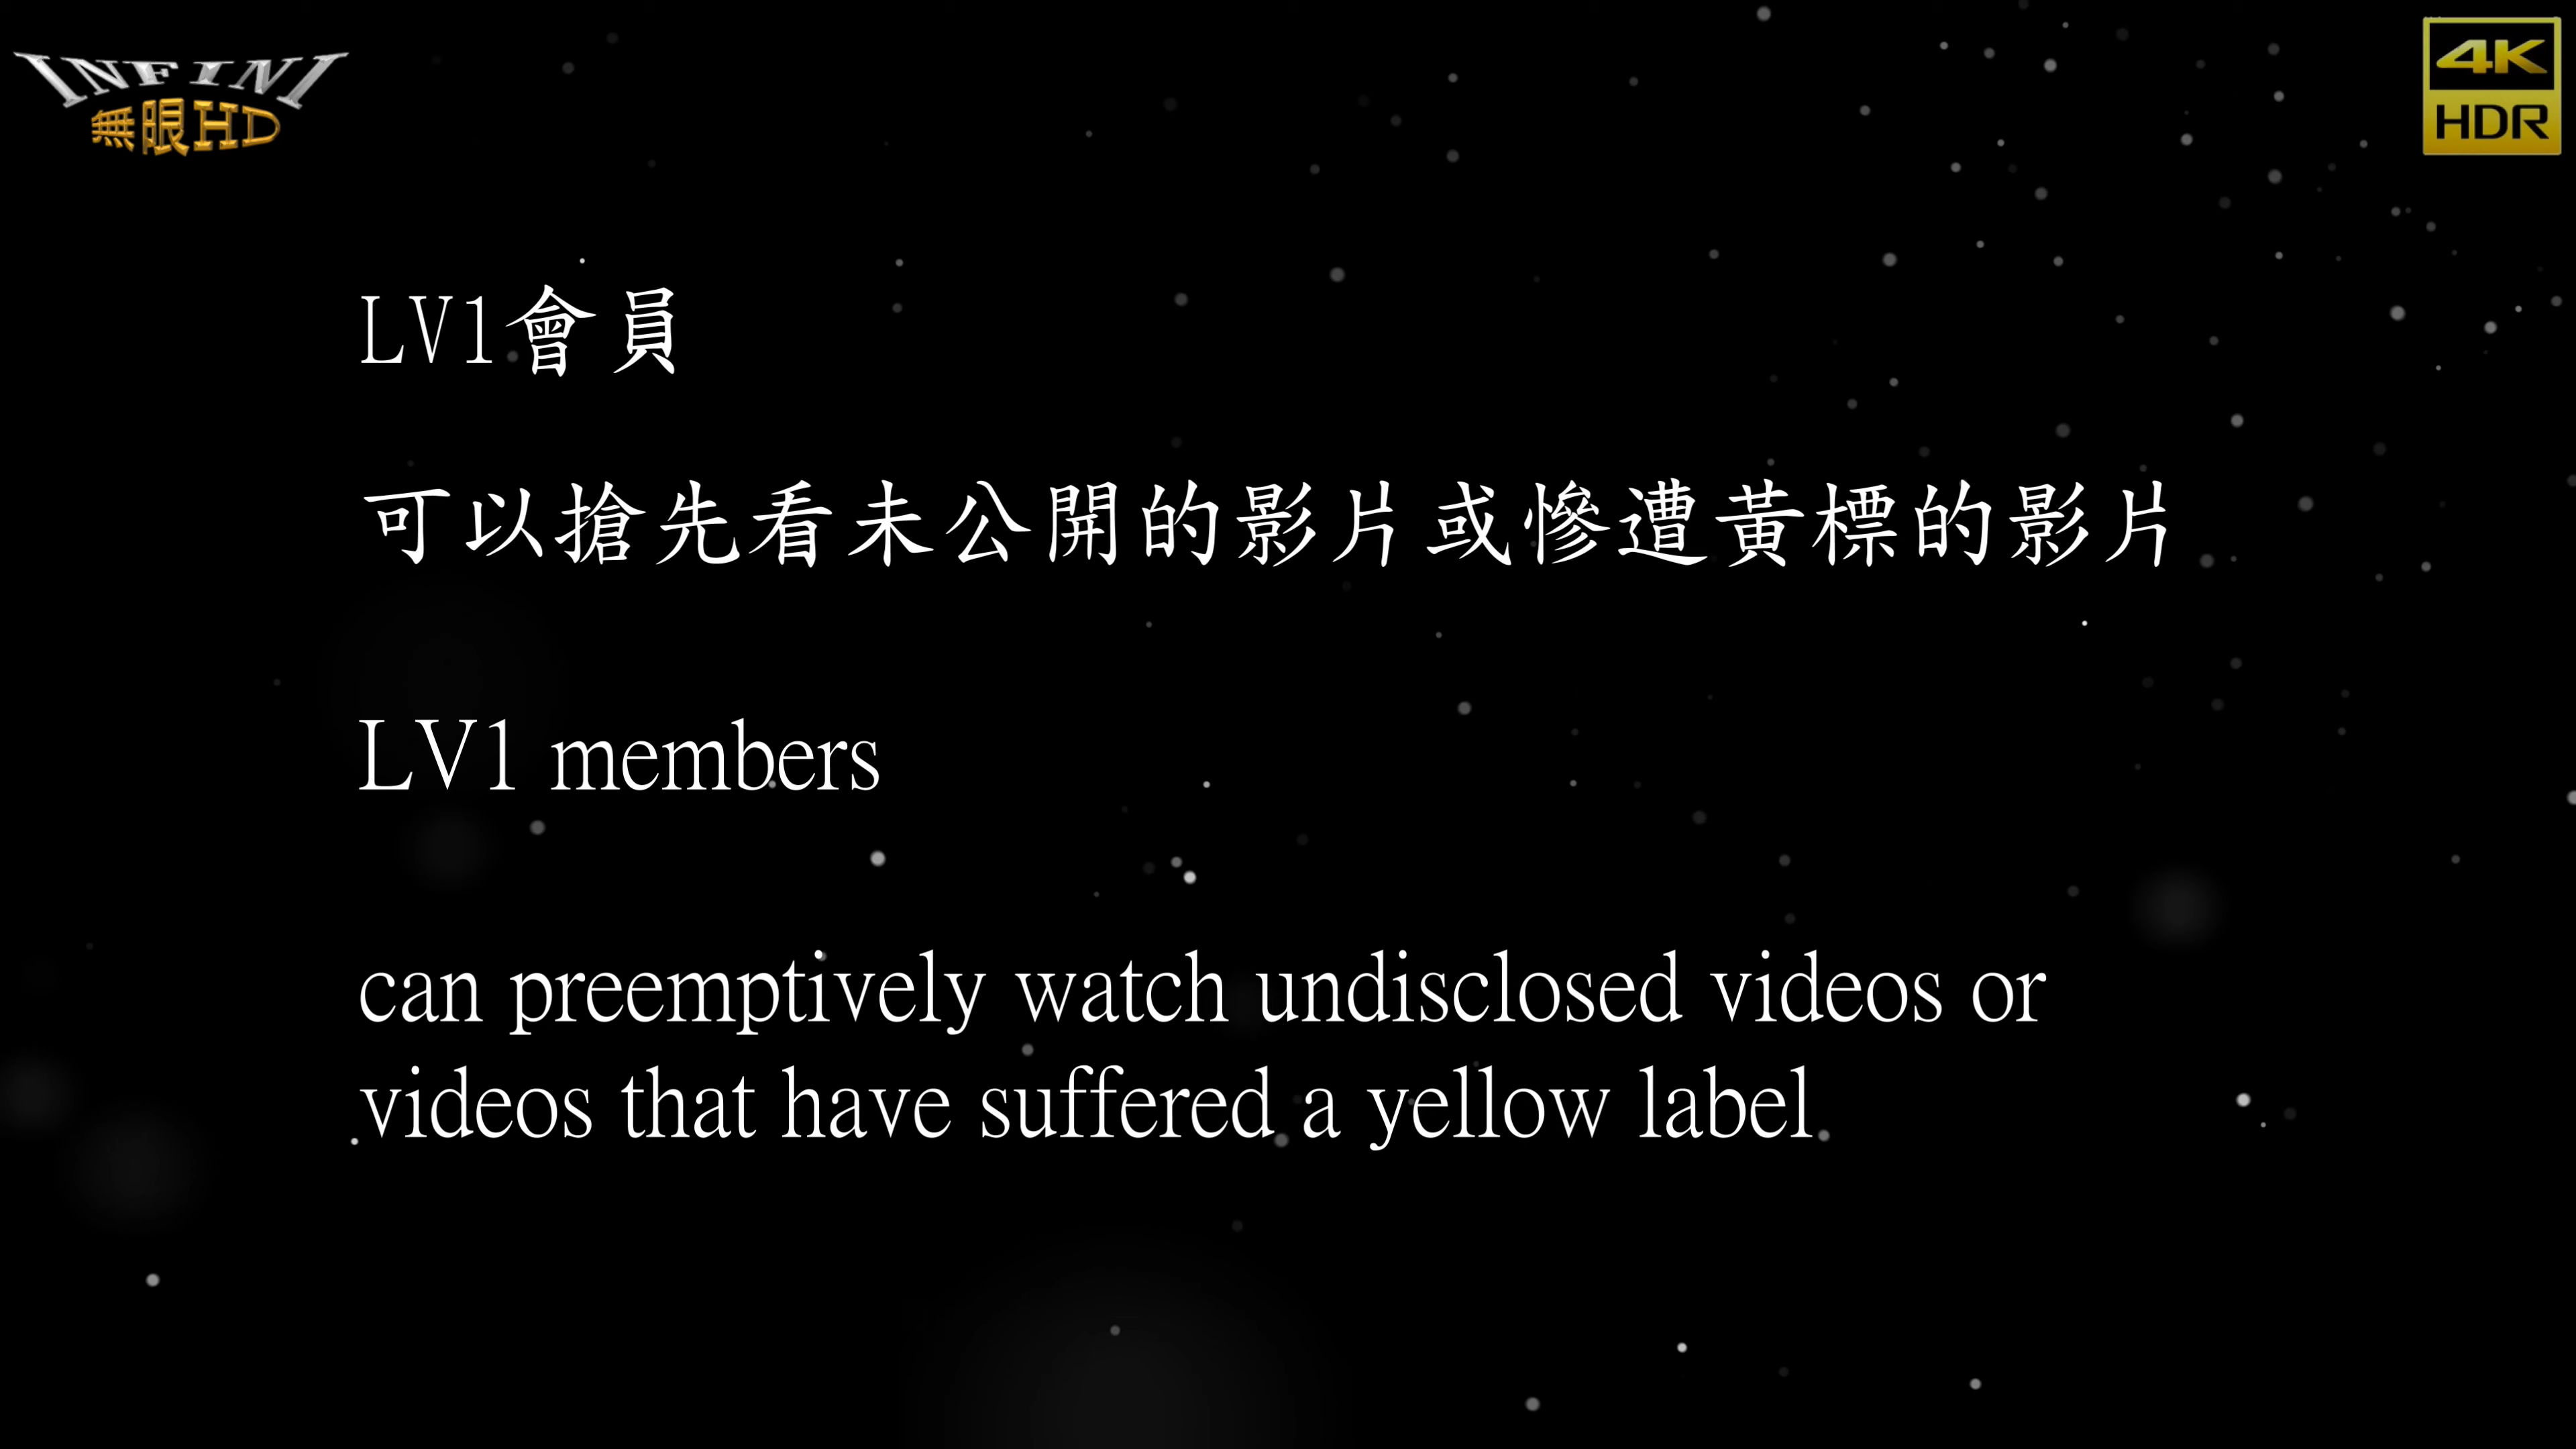 INFINI
無限HD
4K
HDR
LV1會員
可以搶先看未公開的影片或慘遭黃標的影片
LV1 members
can preemptively watch undisclosed videos or
videos that have suffered a yellow label